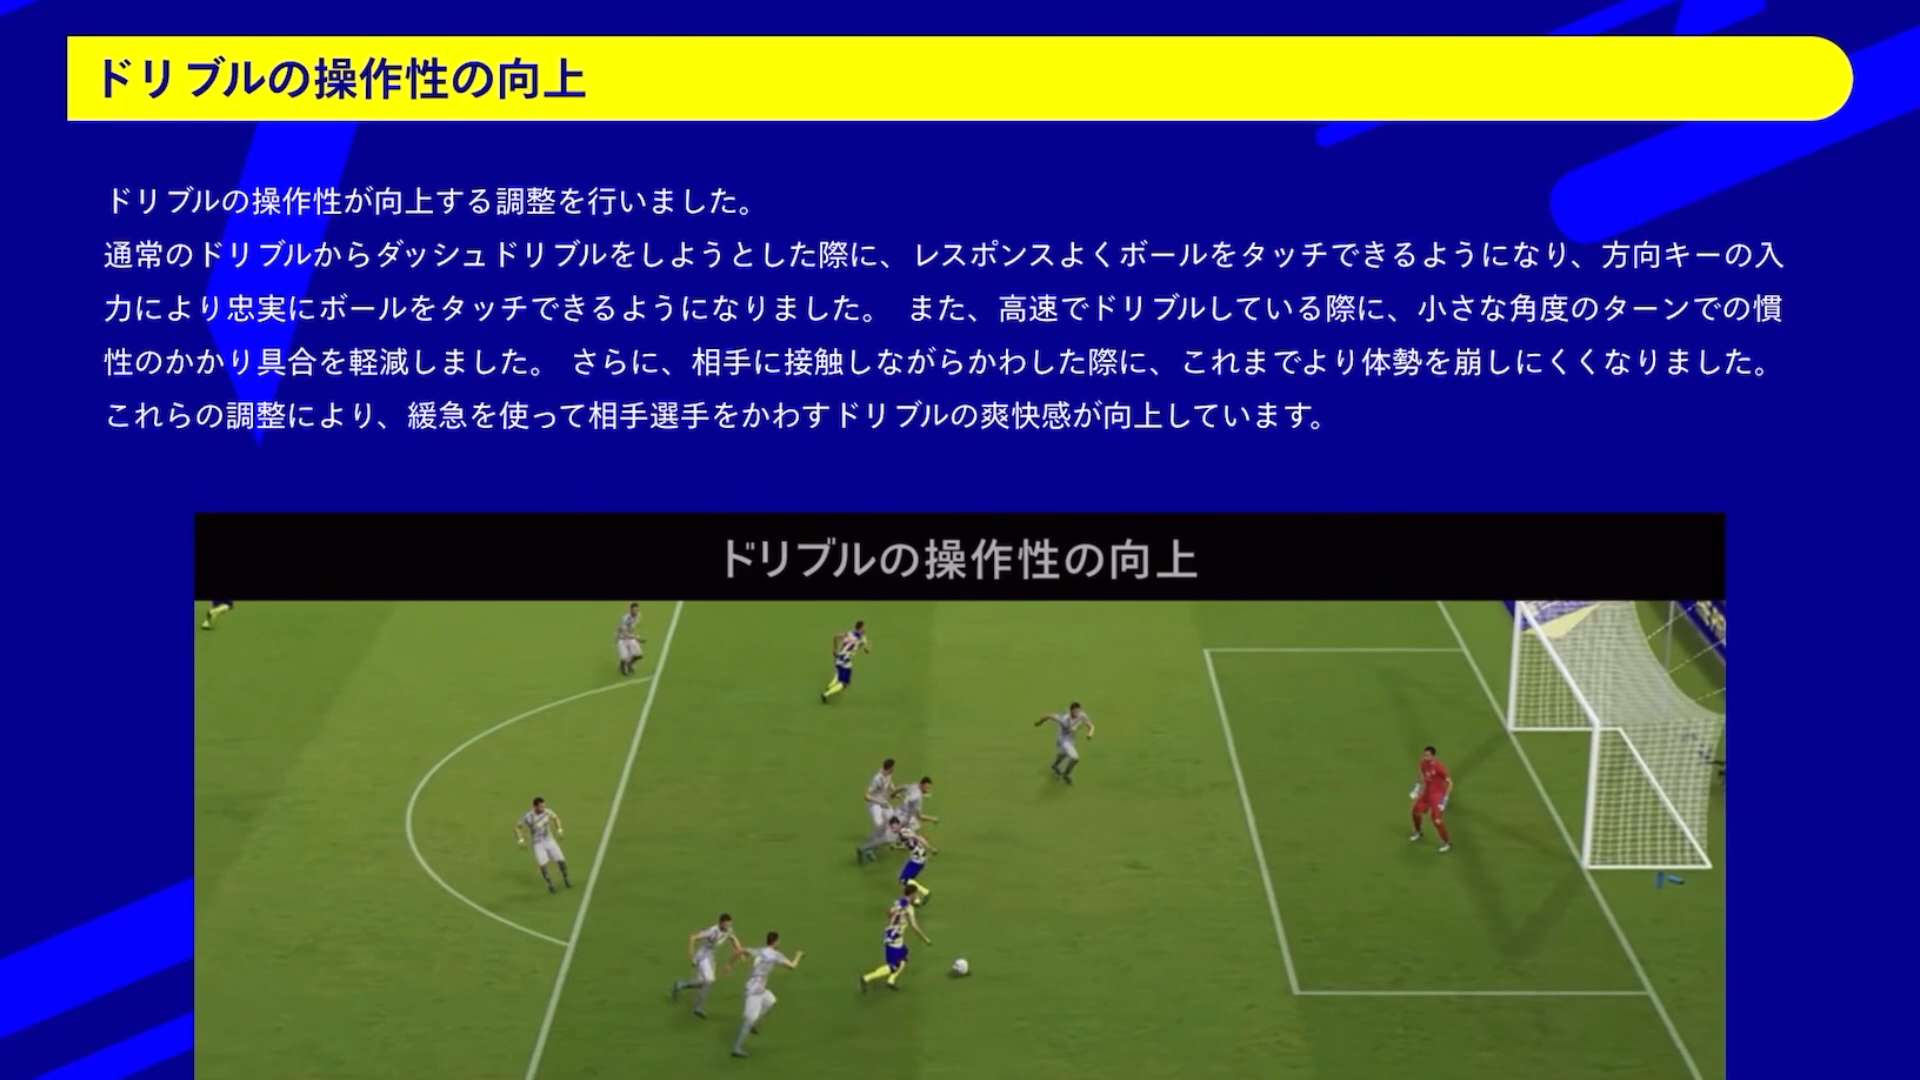 ドリブルの操作性の向上
ドリブルの操作性が向上する調整を行いました。
通常のドリブルからダッシュドリブルをしようとした際に、レスポンスよくボールをタッチできるようになり、方向キーの入
力により忠実にボールをタッチできるようになりました。 また、高速でドリブルしている際に、小さな角度のターンでの慣
性のかかり具合を軽減しました。 さらに、相手に接触しながらかわした際に、これまでより体勢を崩しにくくなりました。
これらの調整により、緩急を使って相手選手をかわすドリブルの爽快感が向上しています。
ドリブルの操作性の向上